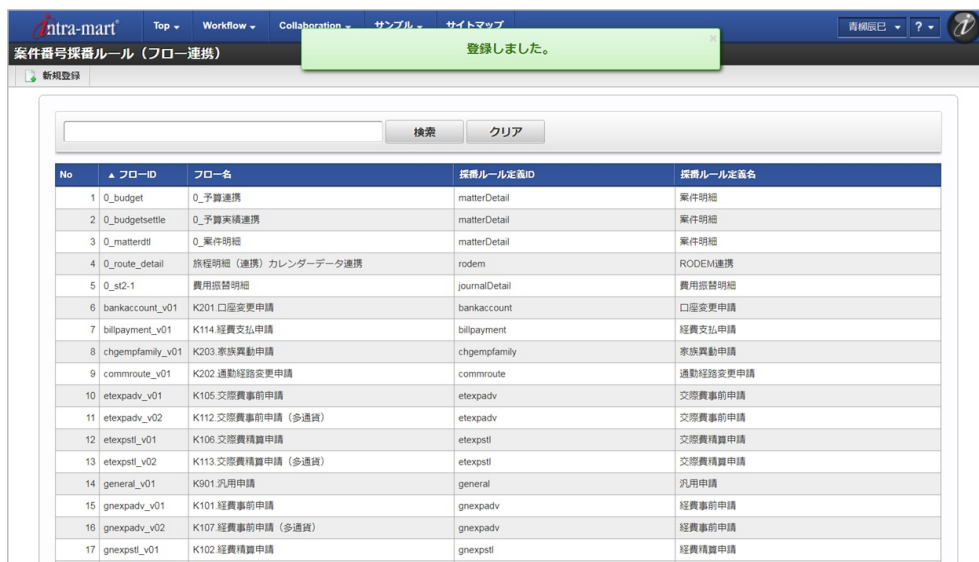 intra-mart® Top Workflow Collaboration サンプル サイトマップ 青柳辰巳 ?
案件番号採番ルール（フロー連携）
登録しました。
新規登録
検索 クリア
No ▲ フローID フロー名 採番ルール定義ID 採番ルール定義名
1 0_budget 0_予算連携 matterDetail 案件明細
2 0_budgetsettle 0_予算実績連携 matterDetail 案件明細
3 0_matterdtl 0_案件明細 matterDetail 案件明細
4 0_route_detail 旅程明細（連携）カレンダーデータ連携 rodem RODEM連携
5 0_st2-1 費用振替明細 journalDetail 費用振替明細
6 bankaccount_v01 K201.口座変更申請 bankaccount 口座変更申請
7 billpayment_v01 K114.経費支払申請 billpayment 経費支払申請
8 chgempfamily_v01 K203.家族異動申請 chgempfamily 家族異動申請
9 commroute_v01 K202.通勤経路変更申請 commroute 通勤経路変更申請
10 etexpadv_v01 K105.交際費事前申請 etexpadv 交際費事前申請
11 etexpadv_v02 K112.交際費事前申請（多通貨） etexpadv 交際費事前申請
12 etexpstl_v01 K106.交際費精算申請 etexpstl 交際費精算申請
13 etexpstl_v02 K113.交際費精算申請（多通貨） etexpstl 交際費精算申請
14 general_v01 K901.汎用申請 general 汎用申請
15 gnexpadv_v01 K101.経費事前申請 gnexpadv 経費事前申請
16 gnexpadv_v02 K107.経費事前申請（多通貨） gnexpadv 経費事前申請
17 gnexpstl_v01 K102.経費精算申請 gnexpstl 経費精算申請